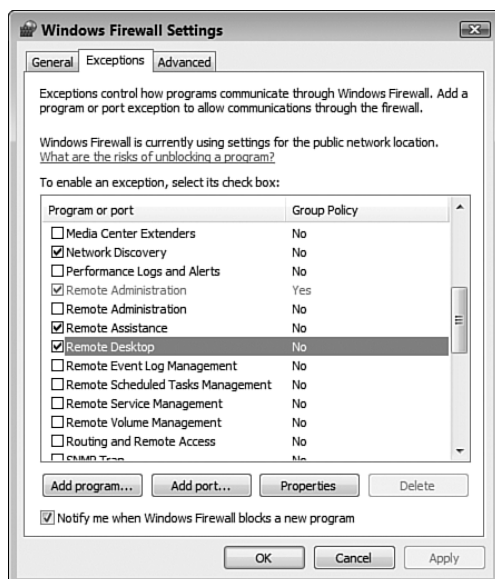 Windows Firewall Settings
General Exceptions Advanced
Exceptions control how programs communicate through Windows Firewall. Add a
program or port exception to allow communications through the firewall.
Windows Firewall is currently using settings for the public network location.
What are the risks of unblocking a program?
To enable an exception, select its check box:
Program or port Group Policy
Media Center Extenders No
Network Discovery No
Performance Logs and Alerts No
Remote Administration Yes
Remote Administration No
Remote Assistance No
Remote Desktop No
Remote Event Log Management No
Remote Scheduled Tasks Management No
Remote Service Management No
Remote Volume Management No
Routing and Remote Access No
SNMP Trap No
Add program... Add port... Properties Delete
Notify me when Windows Firewall blocks a new program
OK Cancel Apply